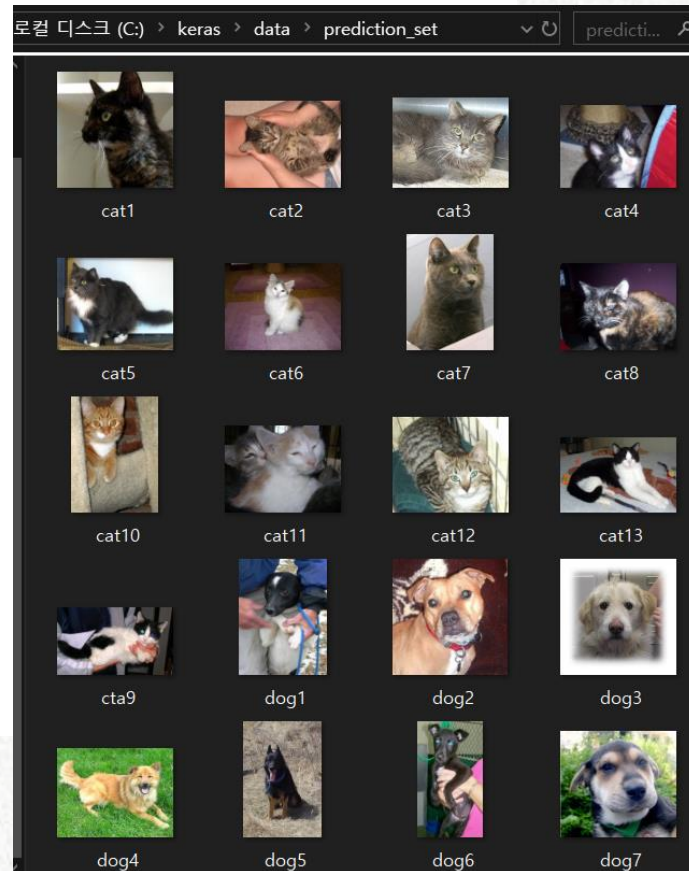 로컬 디스크 (C:) > keras > data > prediction_set predicti...
cat1 cat2 cat3 cat4
cat5 cat6 cat7 cat8
cat10 cat11 cat12 cat13
cta9 dog1 dog2 dog3
dog4 dog5 dog6 dog7